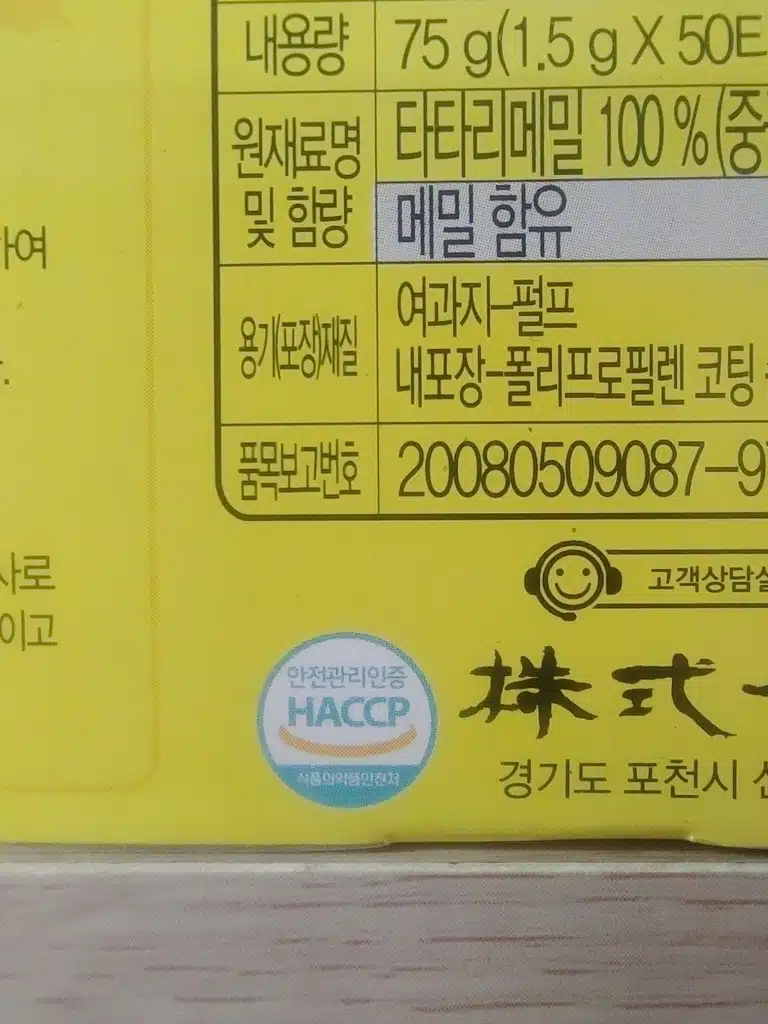 내용량 75 g(1.5 g X 50티
원재료명 및 함량 타타리메밀 100 %(중
메밀 함유
용기(포장)재질 여과지-펄프
내포장-폴리프로필렌 코팅
품목보고번호 20080509087-9
고객상담실
안전관리인증
HACCP
식품의약품안전처
株式
경기도 포천시
사로
이고